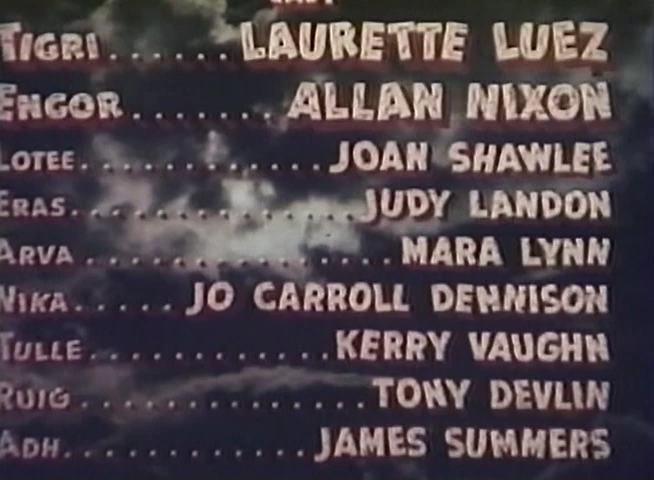 TIGRI...... LAURETTE LUEZ
ENGOR....... ALLAN NIXON
LOTEE............. JOAN SHAWLEE
ERAS............... JUDY LANDON
ARVA................ MARA LYNN
NIKA..... JO CARROLL DENNISON
TULLE............. KERRY VAUGHN
RUIG............... TONY DEVLIN
ADH............. JAMES SUMMERS